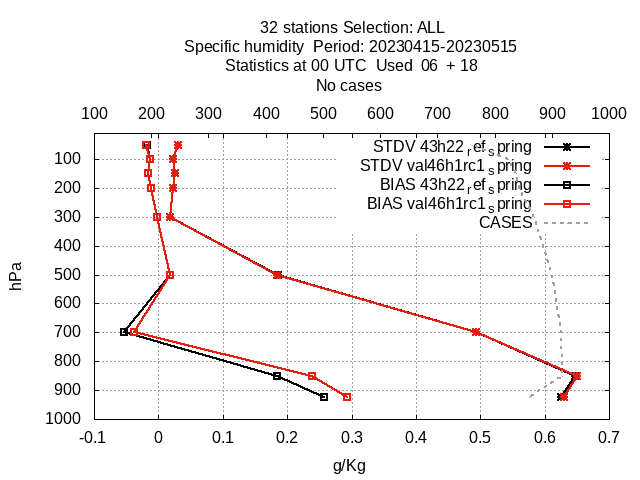 32 stations Selection: ALL
Specific humidity  Period: 20230415-20230515
Statistics at 00 UTC  Used  06  + 18
No cases
100 200 300 400 500 600 700 800 900 1000
STDV 43h22_ref_spring
STDV val46h1rc1_spring
BIAS 43h22_ref_spring
BIAS val46h1rc1_spring
CASES
hPa
100
200
300
400
500
600
700
800
900
1000
-0.1 0 0.1 0.2 0.3 0.4 0.5 0.6 0.7
g/Kg